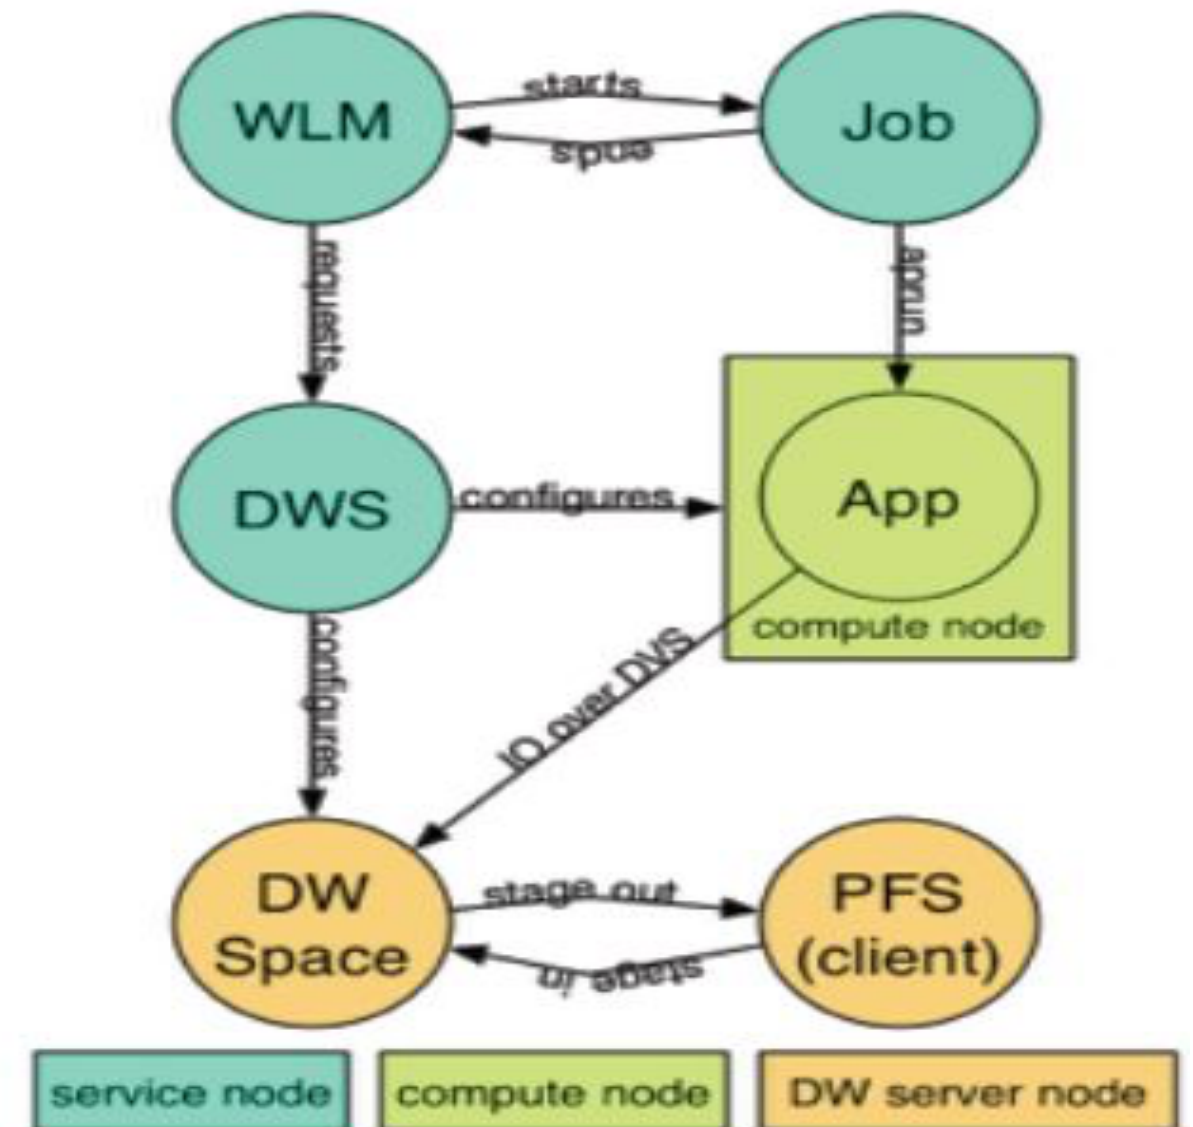 WLM
starts
Job
ends
requests
aprun
DWS
configures
App
compute node
configures
IO over DVS
DW
Space
stage out
PFS
(client)
stage in
service node
compute node
DW server node